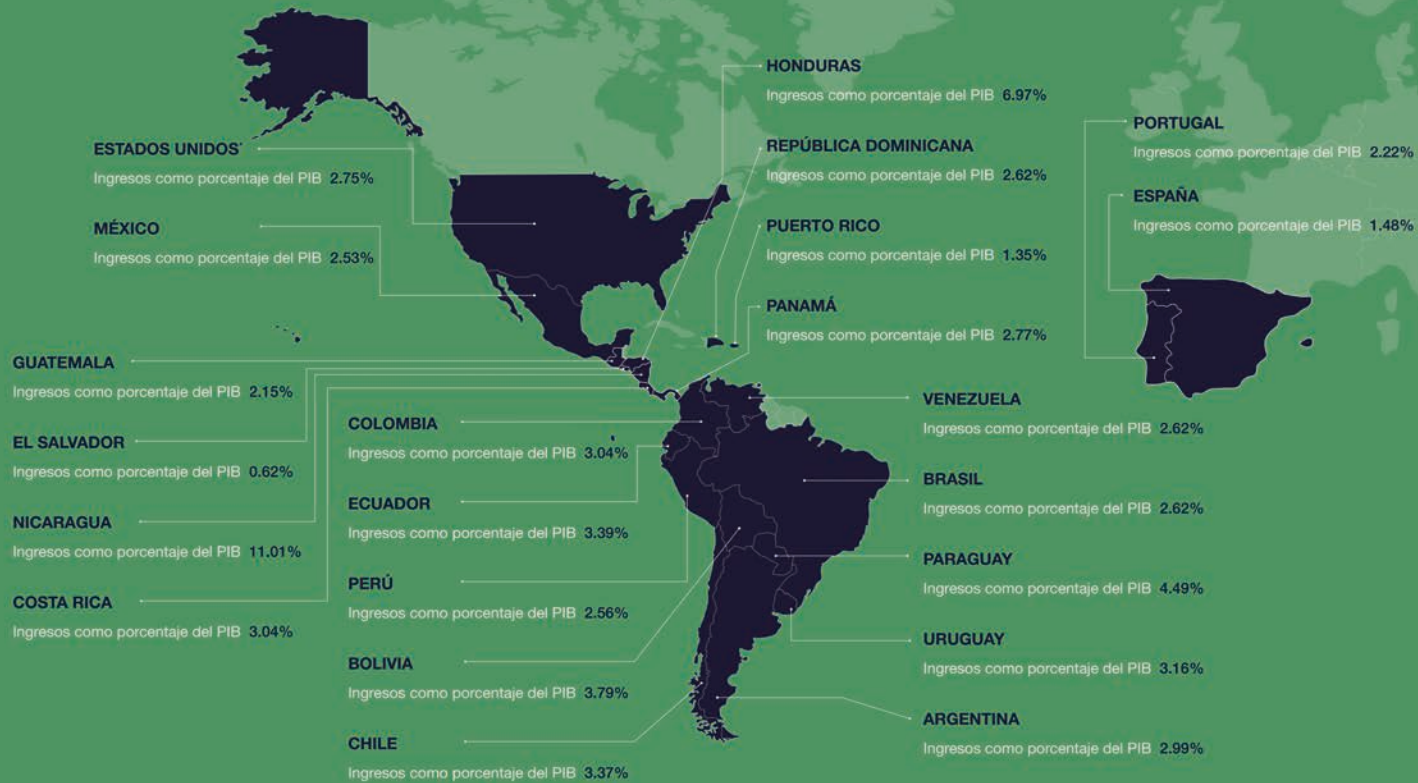 ESTADOS UNIDOS*
Ingresos como porcentaje del PIB 2.75%
MÉXICO
Ingresos como porcentaje del PIB 2.53%
GUATEMALA
Ingresos como porcentaje del PIB 2.15%
EL SALVADOR
Ingresos como porcentaje del PIB 0.62%
NICARAGUA
Ingresos como porcentaje del PIB 11.01%
COSTA RICA
Ingresos como porcentaje del PIB 3.04%
COLOMBIA
Ingresos como porcentaje del PIB 3.04%
ECUADOR
Ingresos como porcentaje del PIB 3.39%
PERÚ
Ingresos como porcentaje del PIB 2.56%
BOLIVIA
Ingresos como porcentaje del PIB 3.79%
CHILE
Ingresos como porcentaje del PIB 3.37%
HONDURAS
Ingresos como porcentaje del PIB 6.97%
REPÚBLICA DOMINICANA
Ingresos como porcentaje del PIB 2.62%
PUERTO RICO
Ingresos como porcentaje del PIB 1.35%
PANAMÁ
Ingresos como porcentaje del PIB 2.77%
VENEZUELA
Ingresos como porcentaje del PIB 2.62%
BRASIL
Ingresos como porcentaje del PIB 2.62%
PARAGUAY
Ingresos como porcentaje del PIB 4.49%
URUGUAY
Ingresos como porcentaje del PIB 3.16%
ARGENTINA
Ingresos como porcentaje del PIB 2.99%
PORTUGAL
Ingresos como porcentaje del PIB 2.22%
ESPAÑA
Ingresos como porcentaje del PIB 1.48%